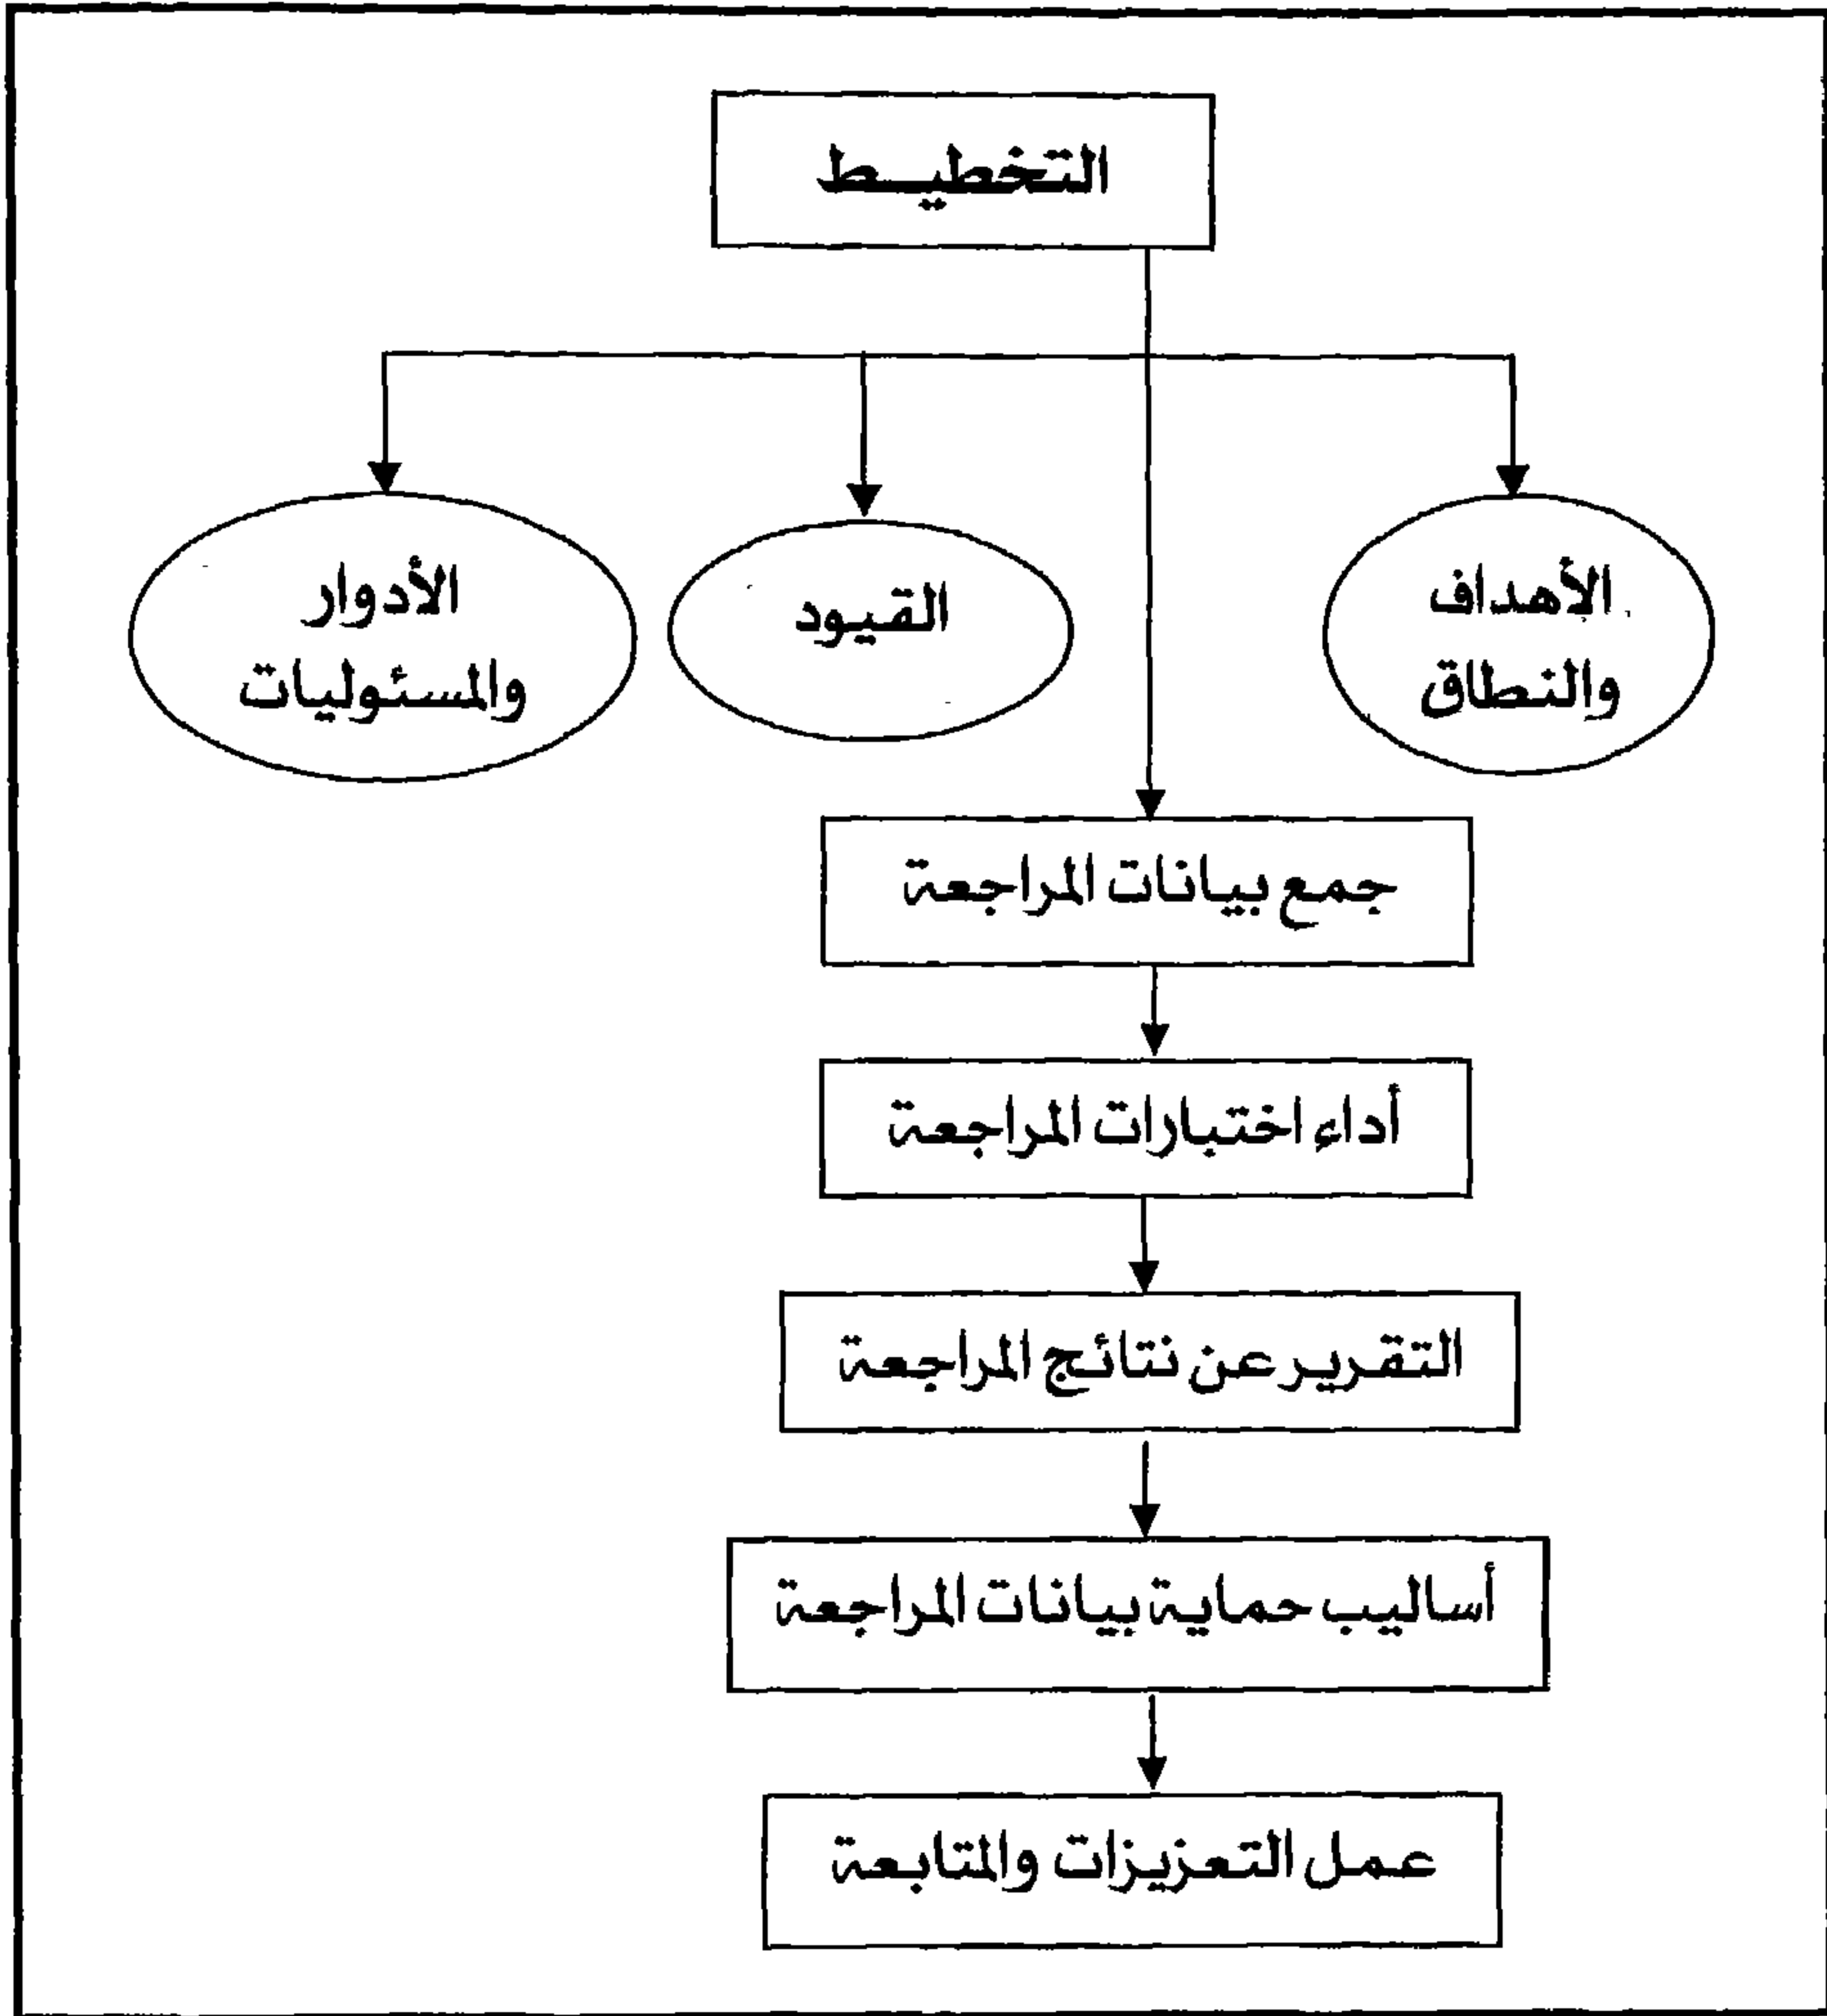 التخطيط
الأهداف
والنطاق
القيود
الأدوار
والمسئوليات
جمع بيانات المراجعة
أداء اختبارات المراجعة
التقرير عن نتائج المراجعة
أساليب حماية بيانات المراجعة
عمل التعزيزات والمتابعة